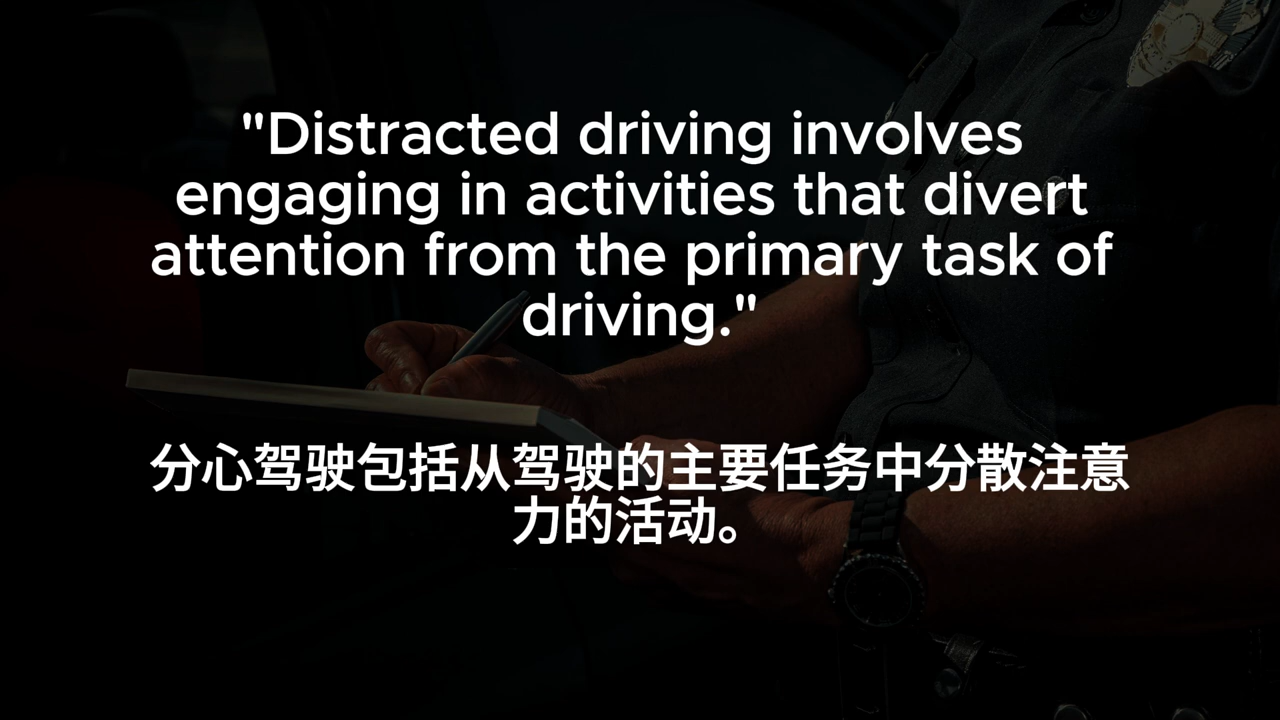 "Distracted driving involves
engaging in activities that divert
attention from the primary task of
driving."
分心驾驶包括从驾驶的主要任务中分散注意
力的活动。